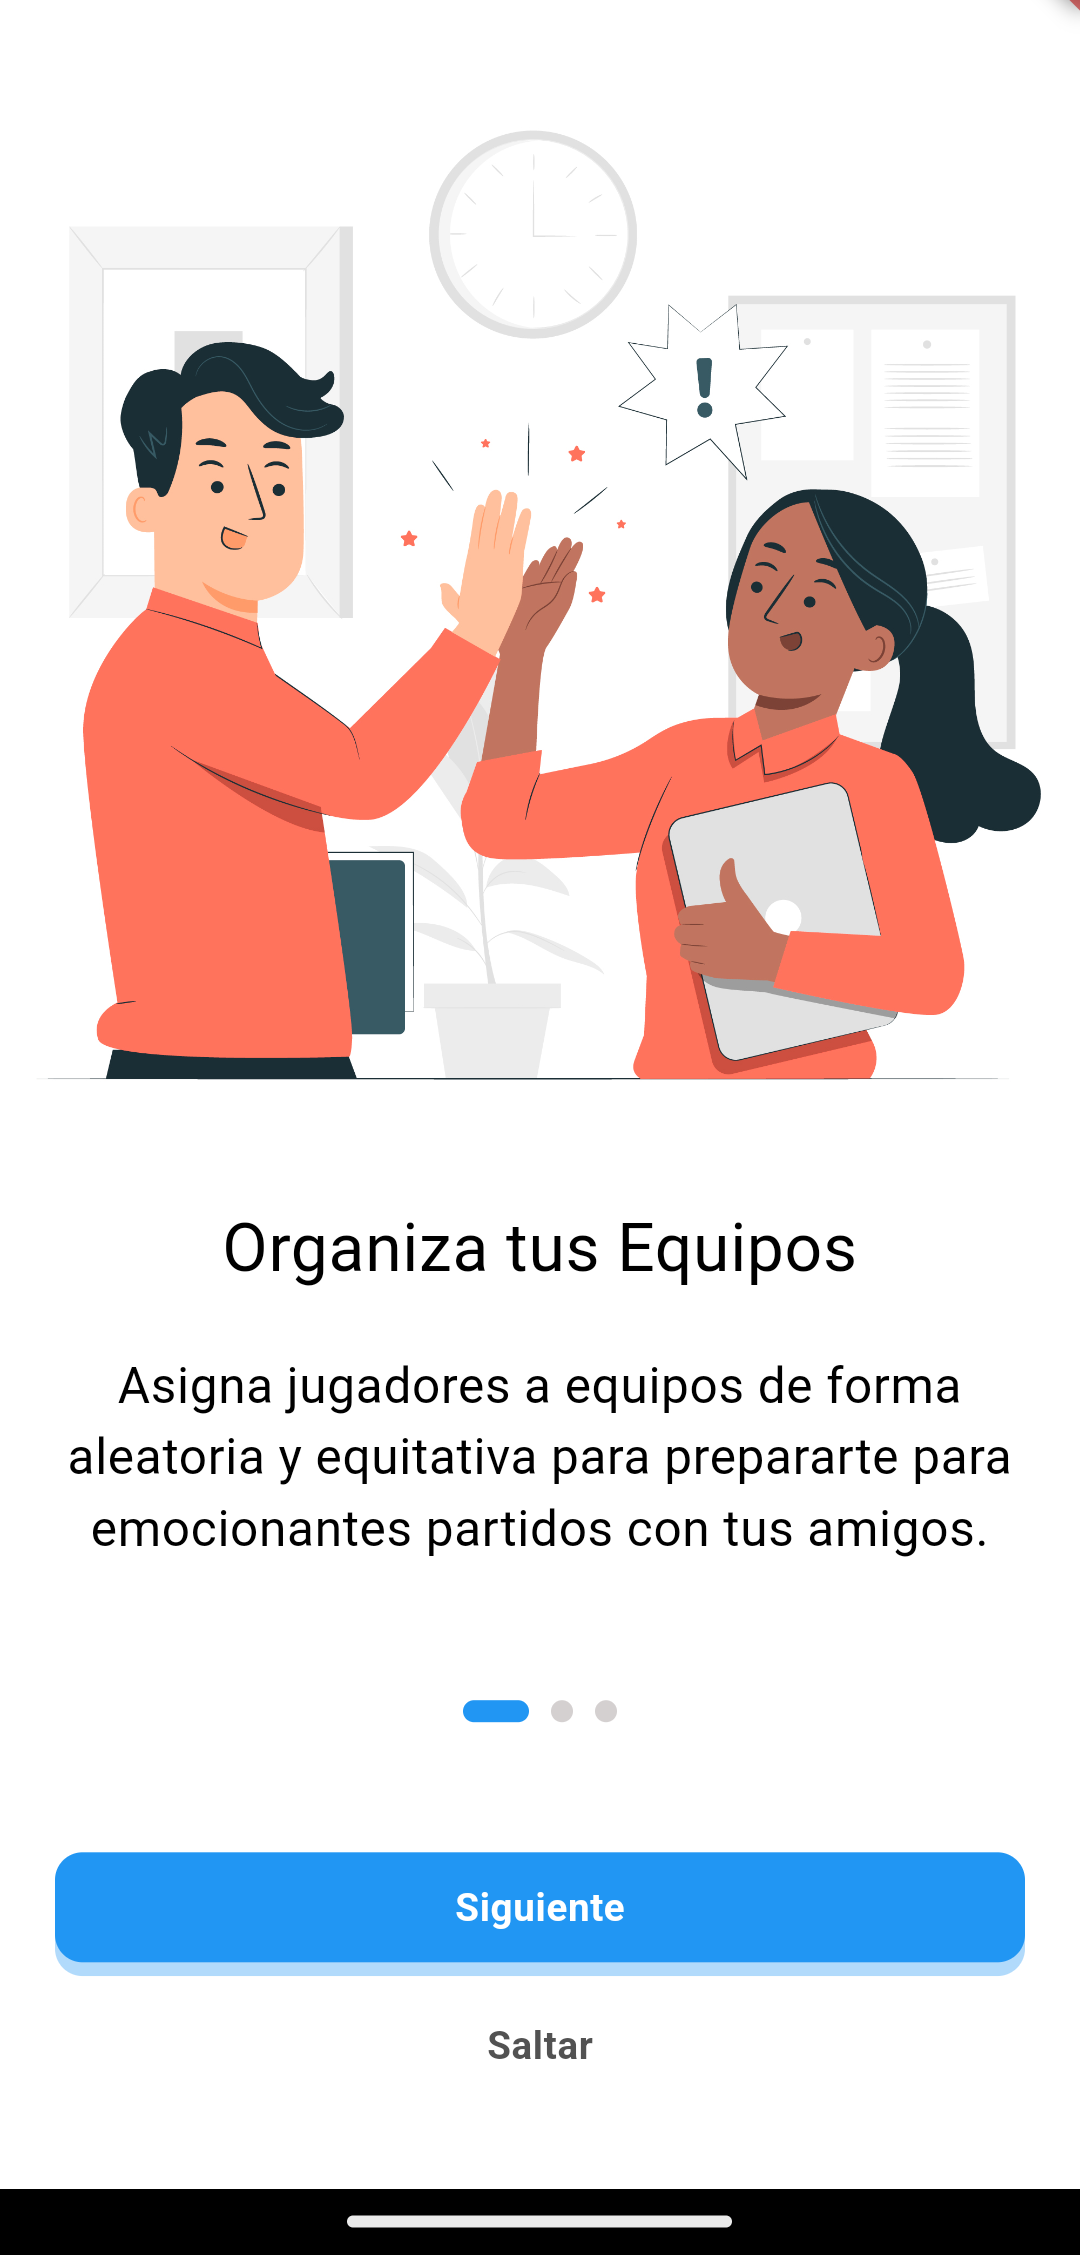 !
Organiza tus Equipos
Asigna jugadores a equipos de forma
aleatoria y equitativa para prepararte para
emocionantes partidos con tus amigos.
Siguiente
Saltar